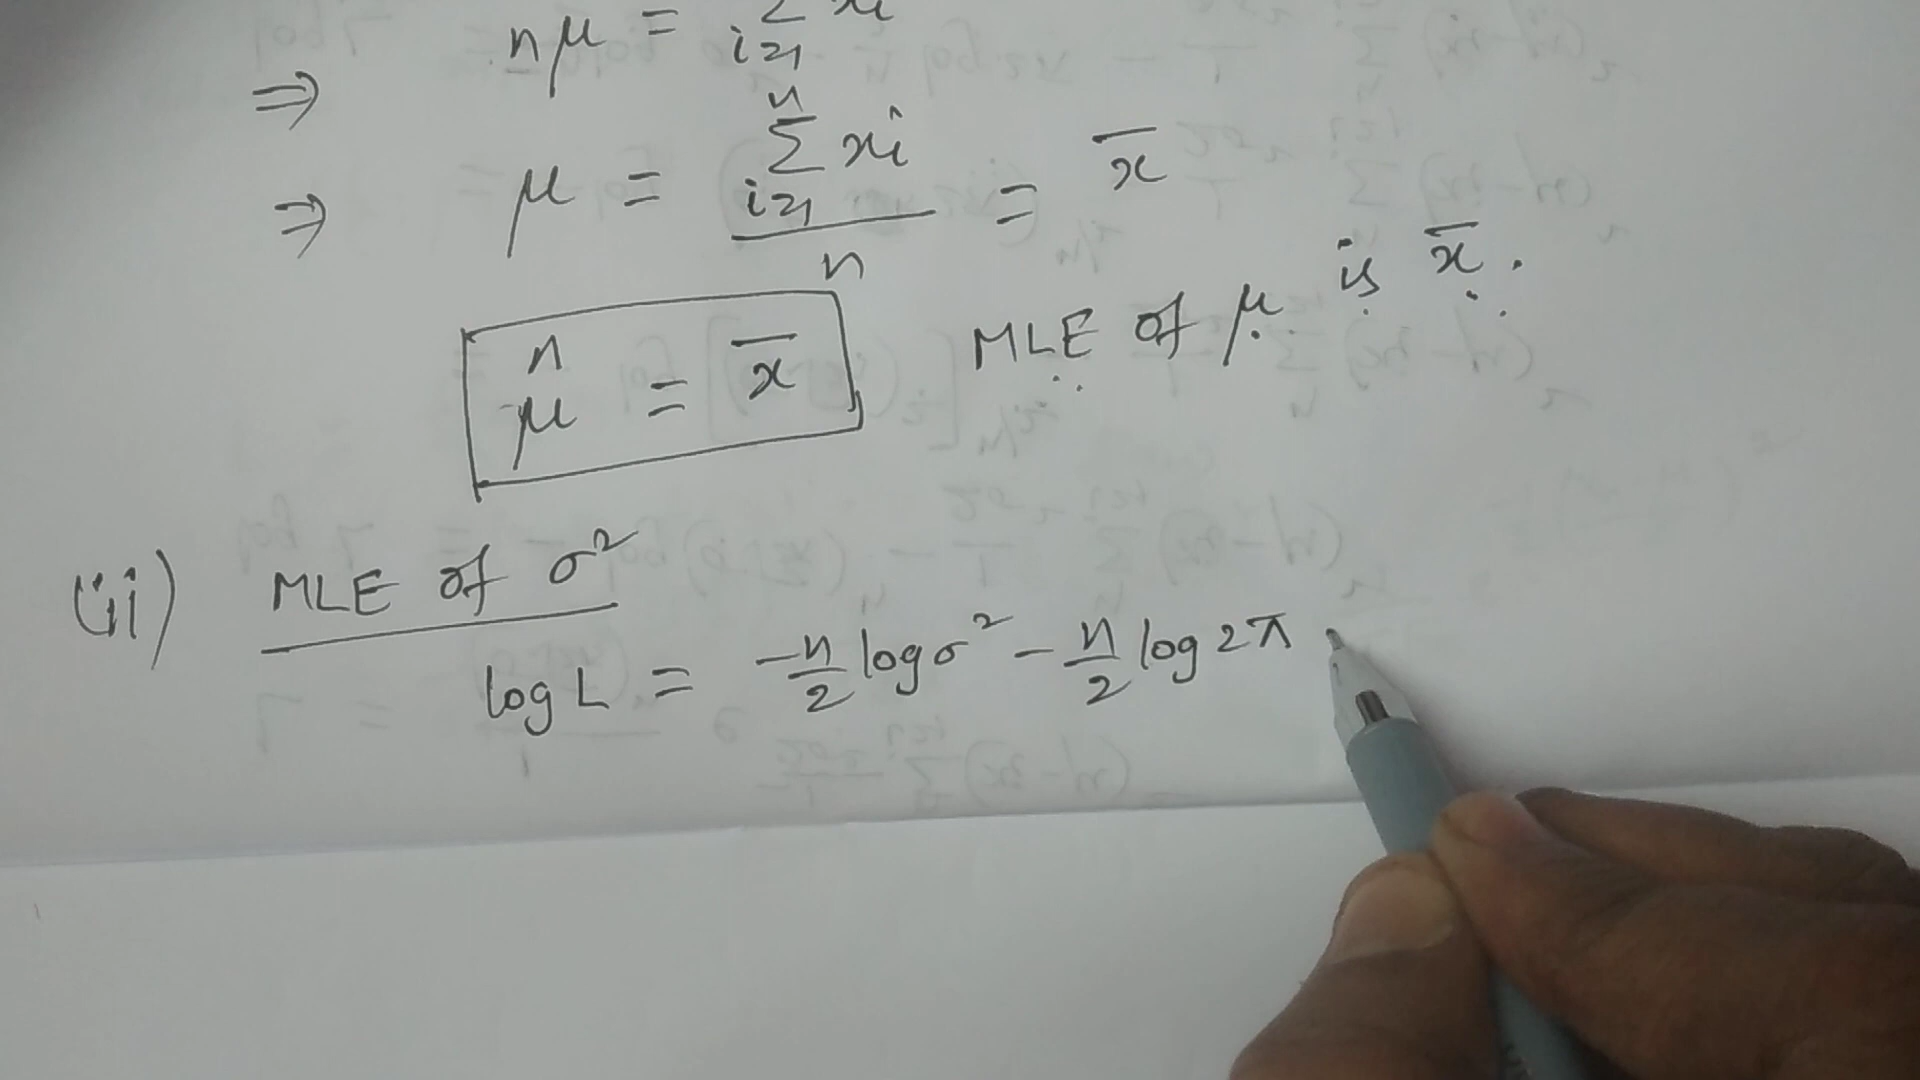 ⇒ nμ = Σ xi i=1
⇒ μ = n Σ xi i=1 / n = x̄
μ̂ = x̄ MLE of μ is x̄.
(ii) MLE of σ²
log L = -n/2 log σ² - n/2 log 2π